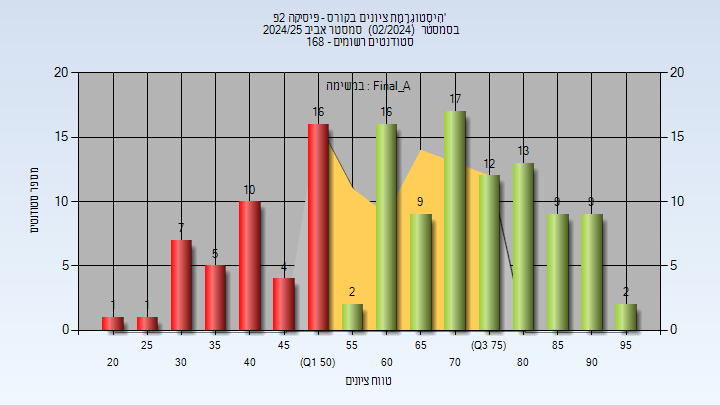 היסטוגרמת ציונים בקורס - פיסיקה 2פ'
בסמסטר (02/2024) סמסטר אביב 2024/25
סטודנטים רשומים - 168
במשימה : Final_A
מספר סטודנטים
20 20
15 15
10 10
5 5
0 0
1 1 7 5 10 4 16 2 16 9 17 12 13 9 9 2
25 35 45 55 65 (Q3 75) 85 95
20 30 40 (Q1 50) 60 70 80 90
טווח ציונים